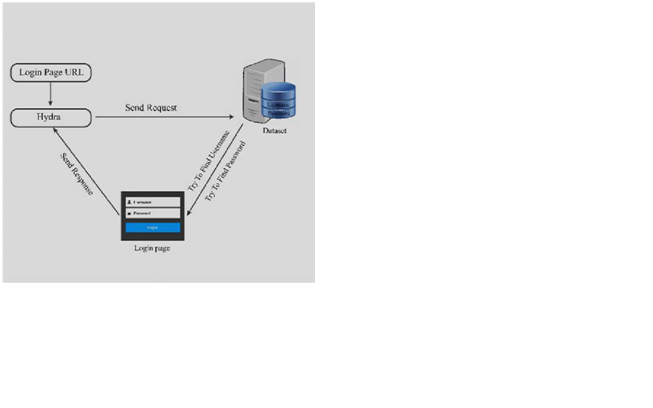 Login Page URL
Hydra
Send Request
Dataset
Try To Find Username
Try To Find Password
Send Response
Username
Password
Login
Login page